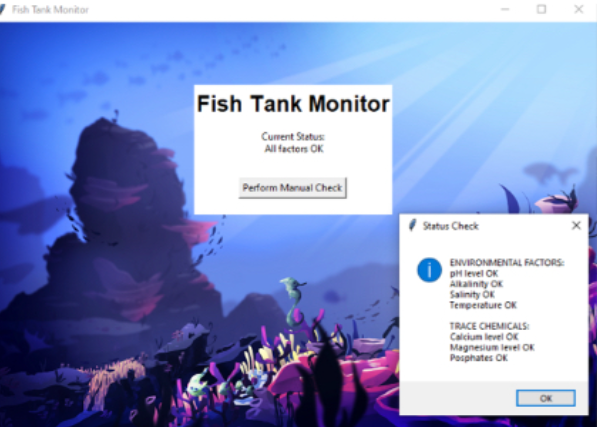 Fish Tank Monitor
Fish Tank Monitor
Current Status:
All factors OK
Perform Manual Check
Status Check
ENVIRONMENTAL FACTORS:
pH level OK
Alkalinity OK
Salinity OK
Temperature OK
TRACE CHEMICALS:
Calcium level OK
Magnesium level OK
Posphates OK
OK